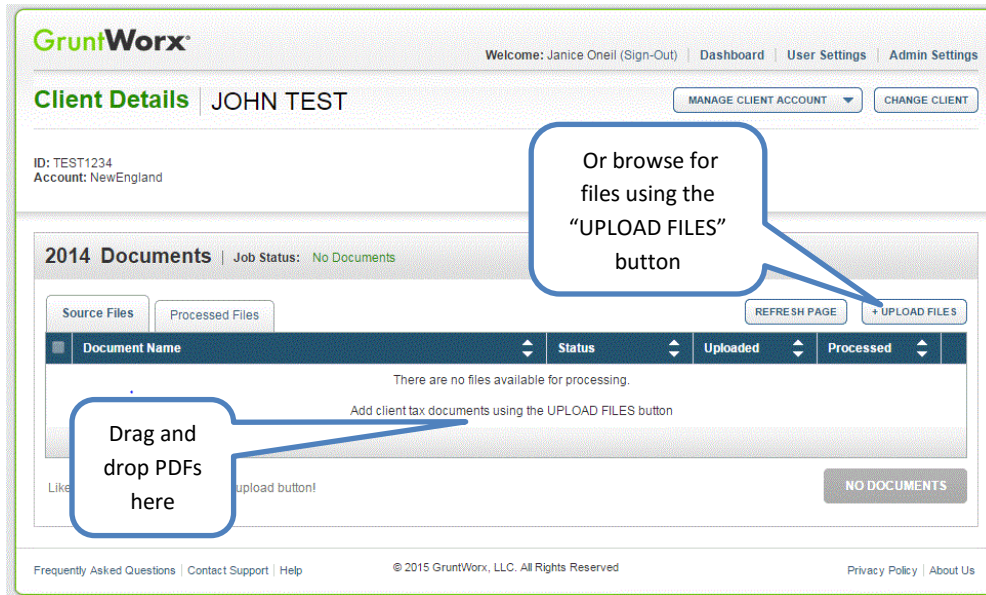 GruntWorx
Welcome: Janice Oneil (Sign-Out) | Dashboard | User Settings | Admin Settings
Client Details | JOHN TEST
MANAGE CLIENT ACCOUNT
CHANGE CLIENT
ID: TEST1234
Account: NewEngland
Or browse for
files using the
“UPLOAD FILES”
button
2014 Documents | Job Status: No Documents
Source Files
Processed Files
REFRESH PAGE
+ UPLOAD FILES
Document Name
Status
Uploaded
Processed
There are no files available for processing.
Add client tax documents using the UPLOAD FILES button
Drag and
drop PDFs
here
Like
upload button!
NO DOCUMENTS
Frequently Asked Questions | Contact Support | Help
© 2015 GruntWorx, LLC. All Rights Reserved
Privacy Policy | About Us